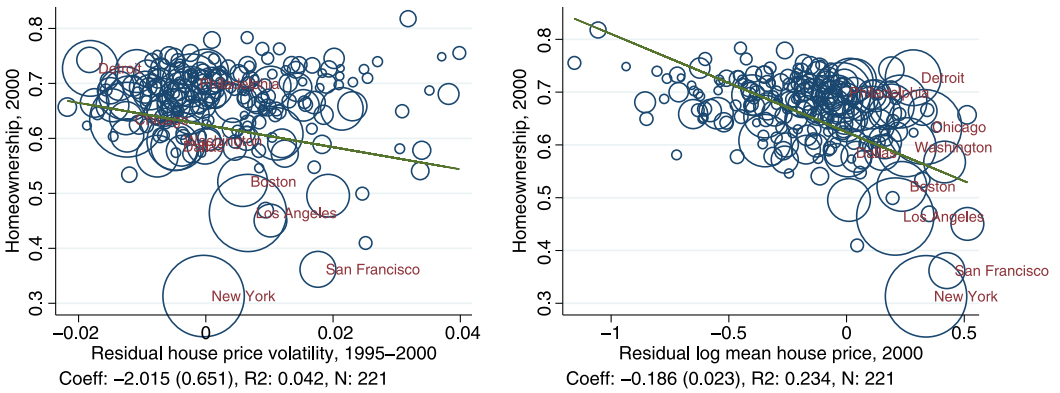 0.8
0.7
0.6
0.5
0.4
0.3
Homeownership, 2000
Detroit
Philadelphia
Chicago
Washington
Dallas
Boston
Los Angeles
San Francisco
New York
−0.02
0
0.02
0.04
Residual house price volatility, 1995−2000
Coeff: −2.015 (0.651), R2: 0.042, N: 221
0.8
0.7
0.6
0.5
0.4
0.3
Homeownership, 2000
Detroit
Philadelphia
Chicago
Washington
Dallas
Boston
Los Angeles
San Francisco
New York
−1
−0.5
0
0.5
Residual log mean house price, 2000
Coeff: −0.186 (0.023), R2: 0.234, N: 221